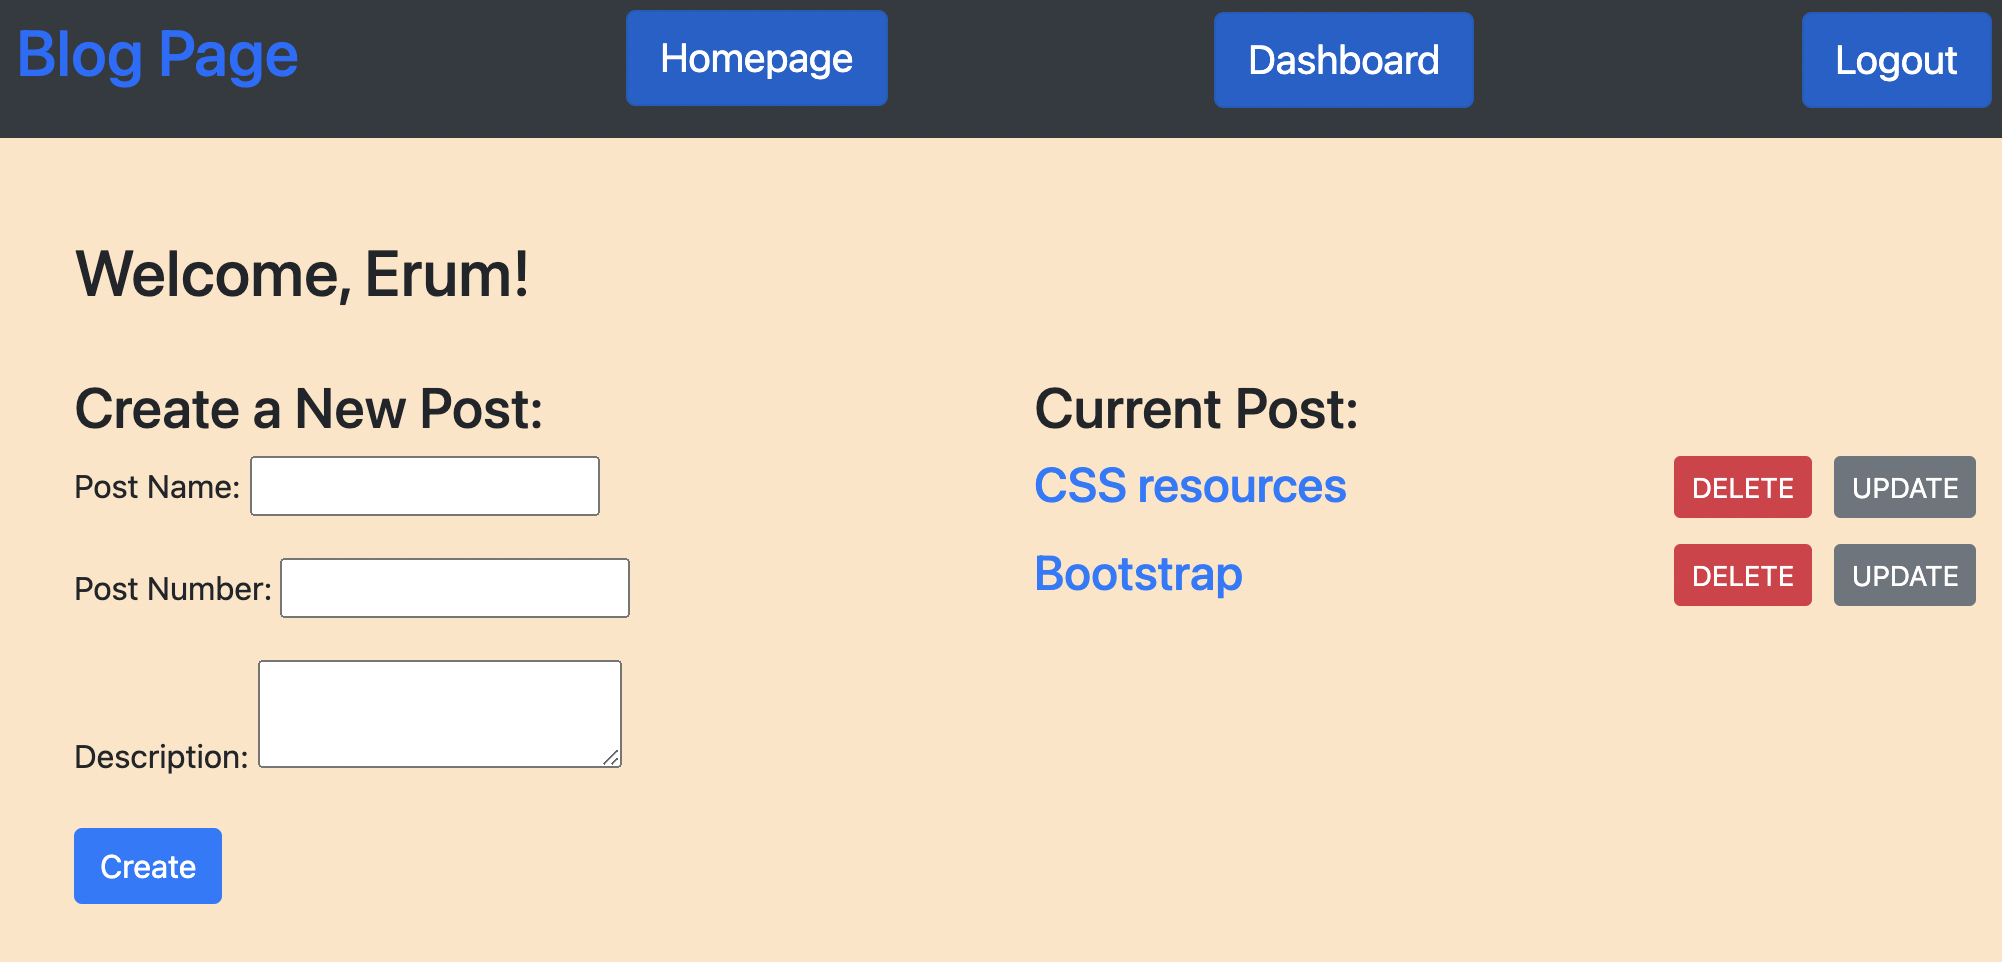 Blog Page
Homepage
Dashboard
Logout
Welcome, Erum!
Create a New Post:
Post Name:
Post Number:
Description:
Create
Current Post:
CSS resources
DELETE
UPDATE
Bootstrap
DELETE
UPDATE